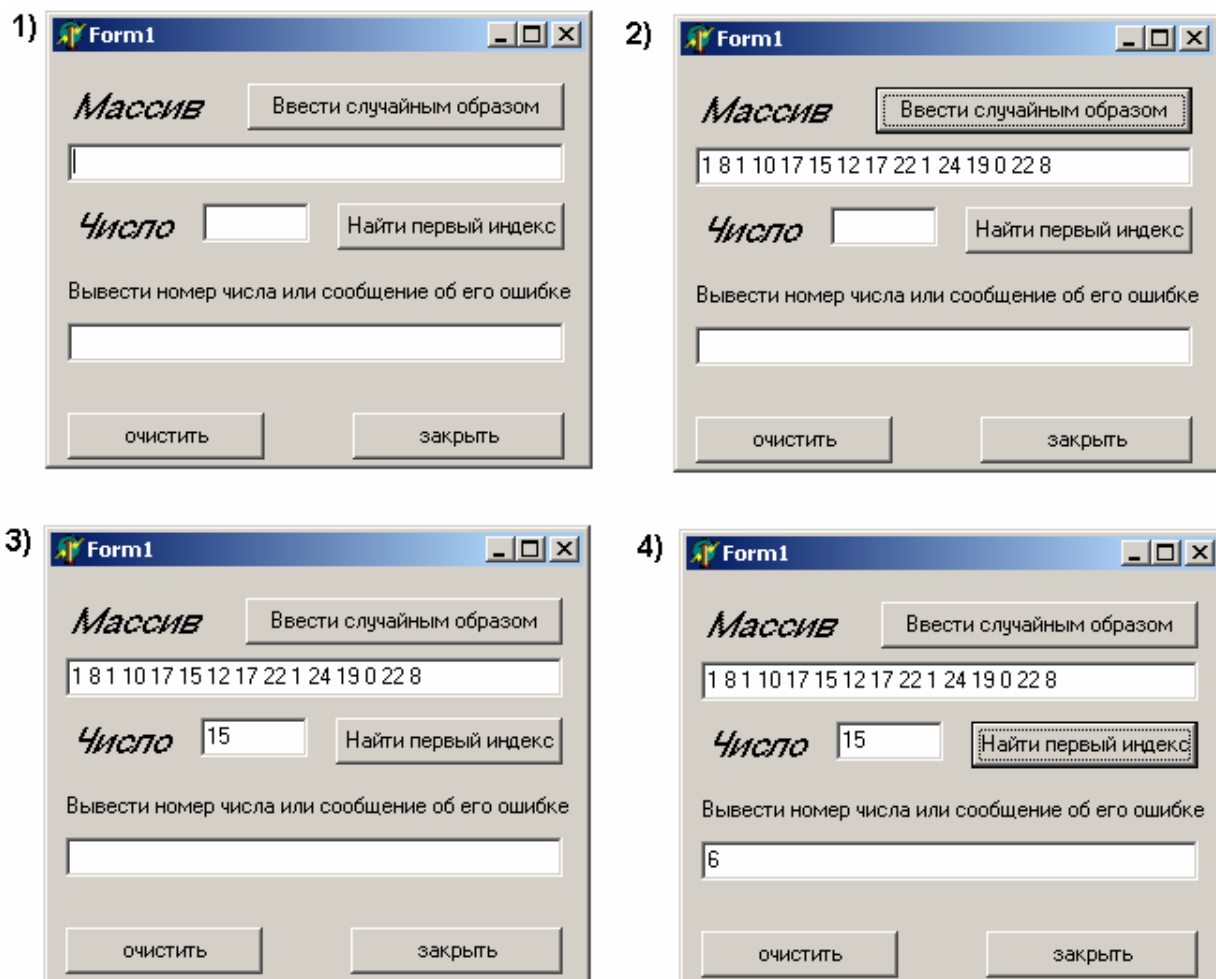 1)
Form1
Массив Ввести случайным образом
Число Найти первый индекс
Вывести номер числа или сообщение об его ошибке
очистить закрыть
2)
Form1
Массив Ввести случайным образом
1 8 1 10 17 15 12 17 22 1 24 19 0 22 8
Число Найти первый индекс
Вывести номер числа или сообщение об его ошибке
очистить закрыть
3)
Form1
Массив Ввести случайным образом
1 8 1 10 17 15 12 17 22 1 24 19 0 22 8
Число 15 Найти первый индекс
Вывести номер числа или сообщение об его ошибке
очистить закрыть
4)
Form1
Массив Ввести случайным образом
1 8 1 10 17 15 12 17 22 1 24 19 0 22 8
Число 15 Найти первый индекс
Вывести номер числа или сообщение об его ошибке
6
очистить закрыть